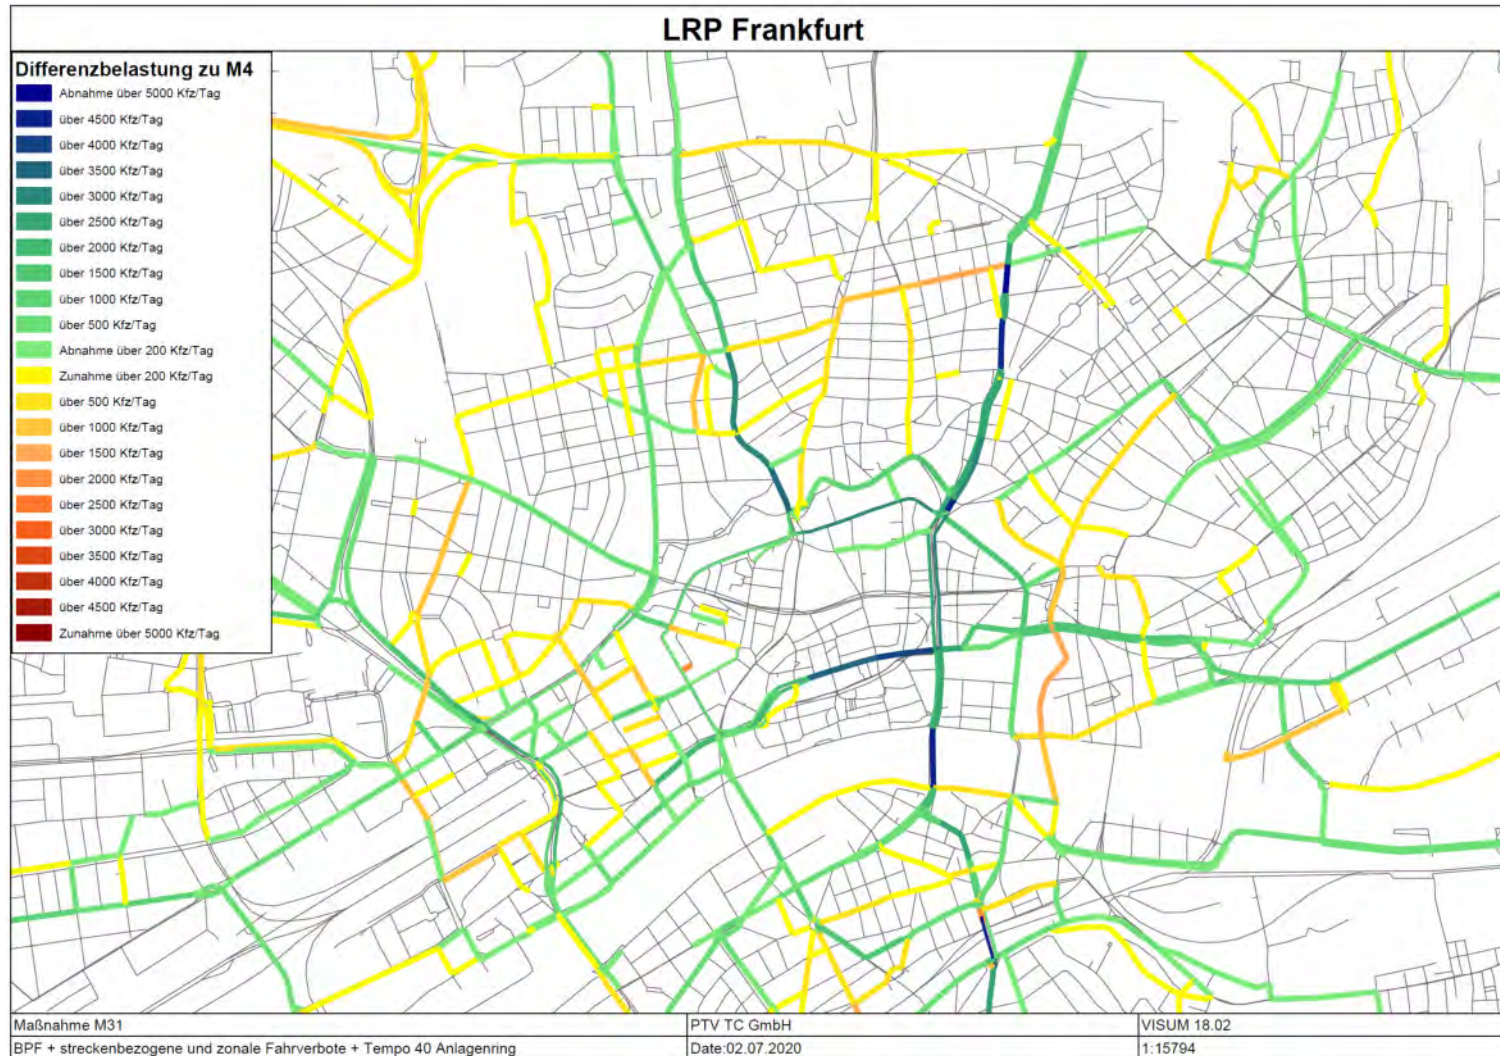 LRP Frankfurt
Differenzbelastung zu M4
Abnahme über 5000 Kfz/Tag
über 4500 Kfz/Tag
über 4000 Kfz/Tag
über 3500 Kfz/Tag
über 3000 Kfz/Tag
über 2500 Kfz/Tag
über 2000 Kfz/Tag
über 1500 Kfz/Tag
über 1000 Kfz/Tag
über 500 Kfz/Tag
Abnahme über 200 Kfz/Tag
Zunahme über 200 Kfz/Tag
über 500 Kfz/Tag
über 1000 Kfz/Tag
über 1500 Kfz/Tag
über 2000 Kfz/Tag
über 2500 Kfz/Tag
über 3000 Kfz/Tag
über 3500 Kfz/Tag
über 4000 Kfz/Tag
über 4500 Kfz/Tag
Zunahme über 5000 Kfz/Tag
Maßnahme M31
PTV TC GmbH
VISUM 18.02
BPF + streckenbezogene und zonale Fahrverbote + Tempo 40 Anlagenring
Date:02.07.2020
1:15794